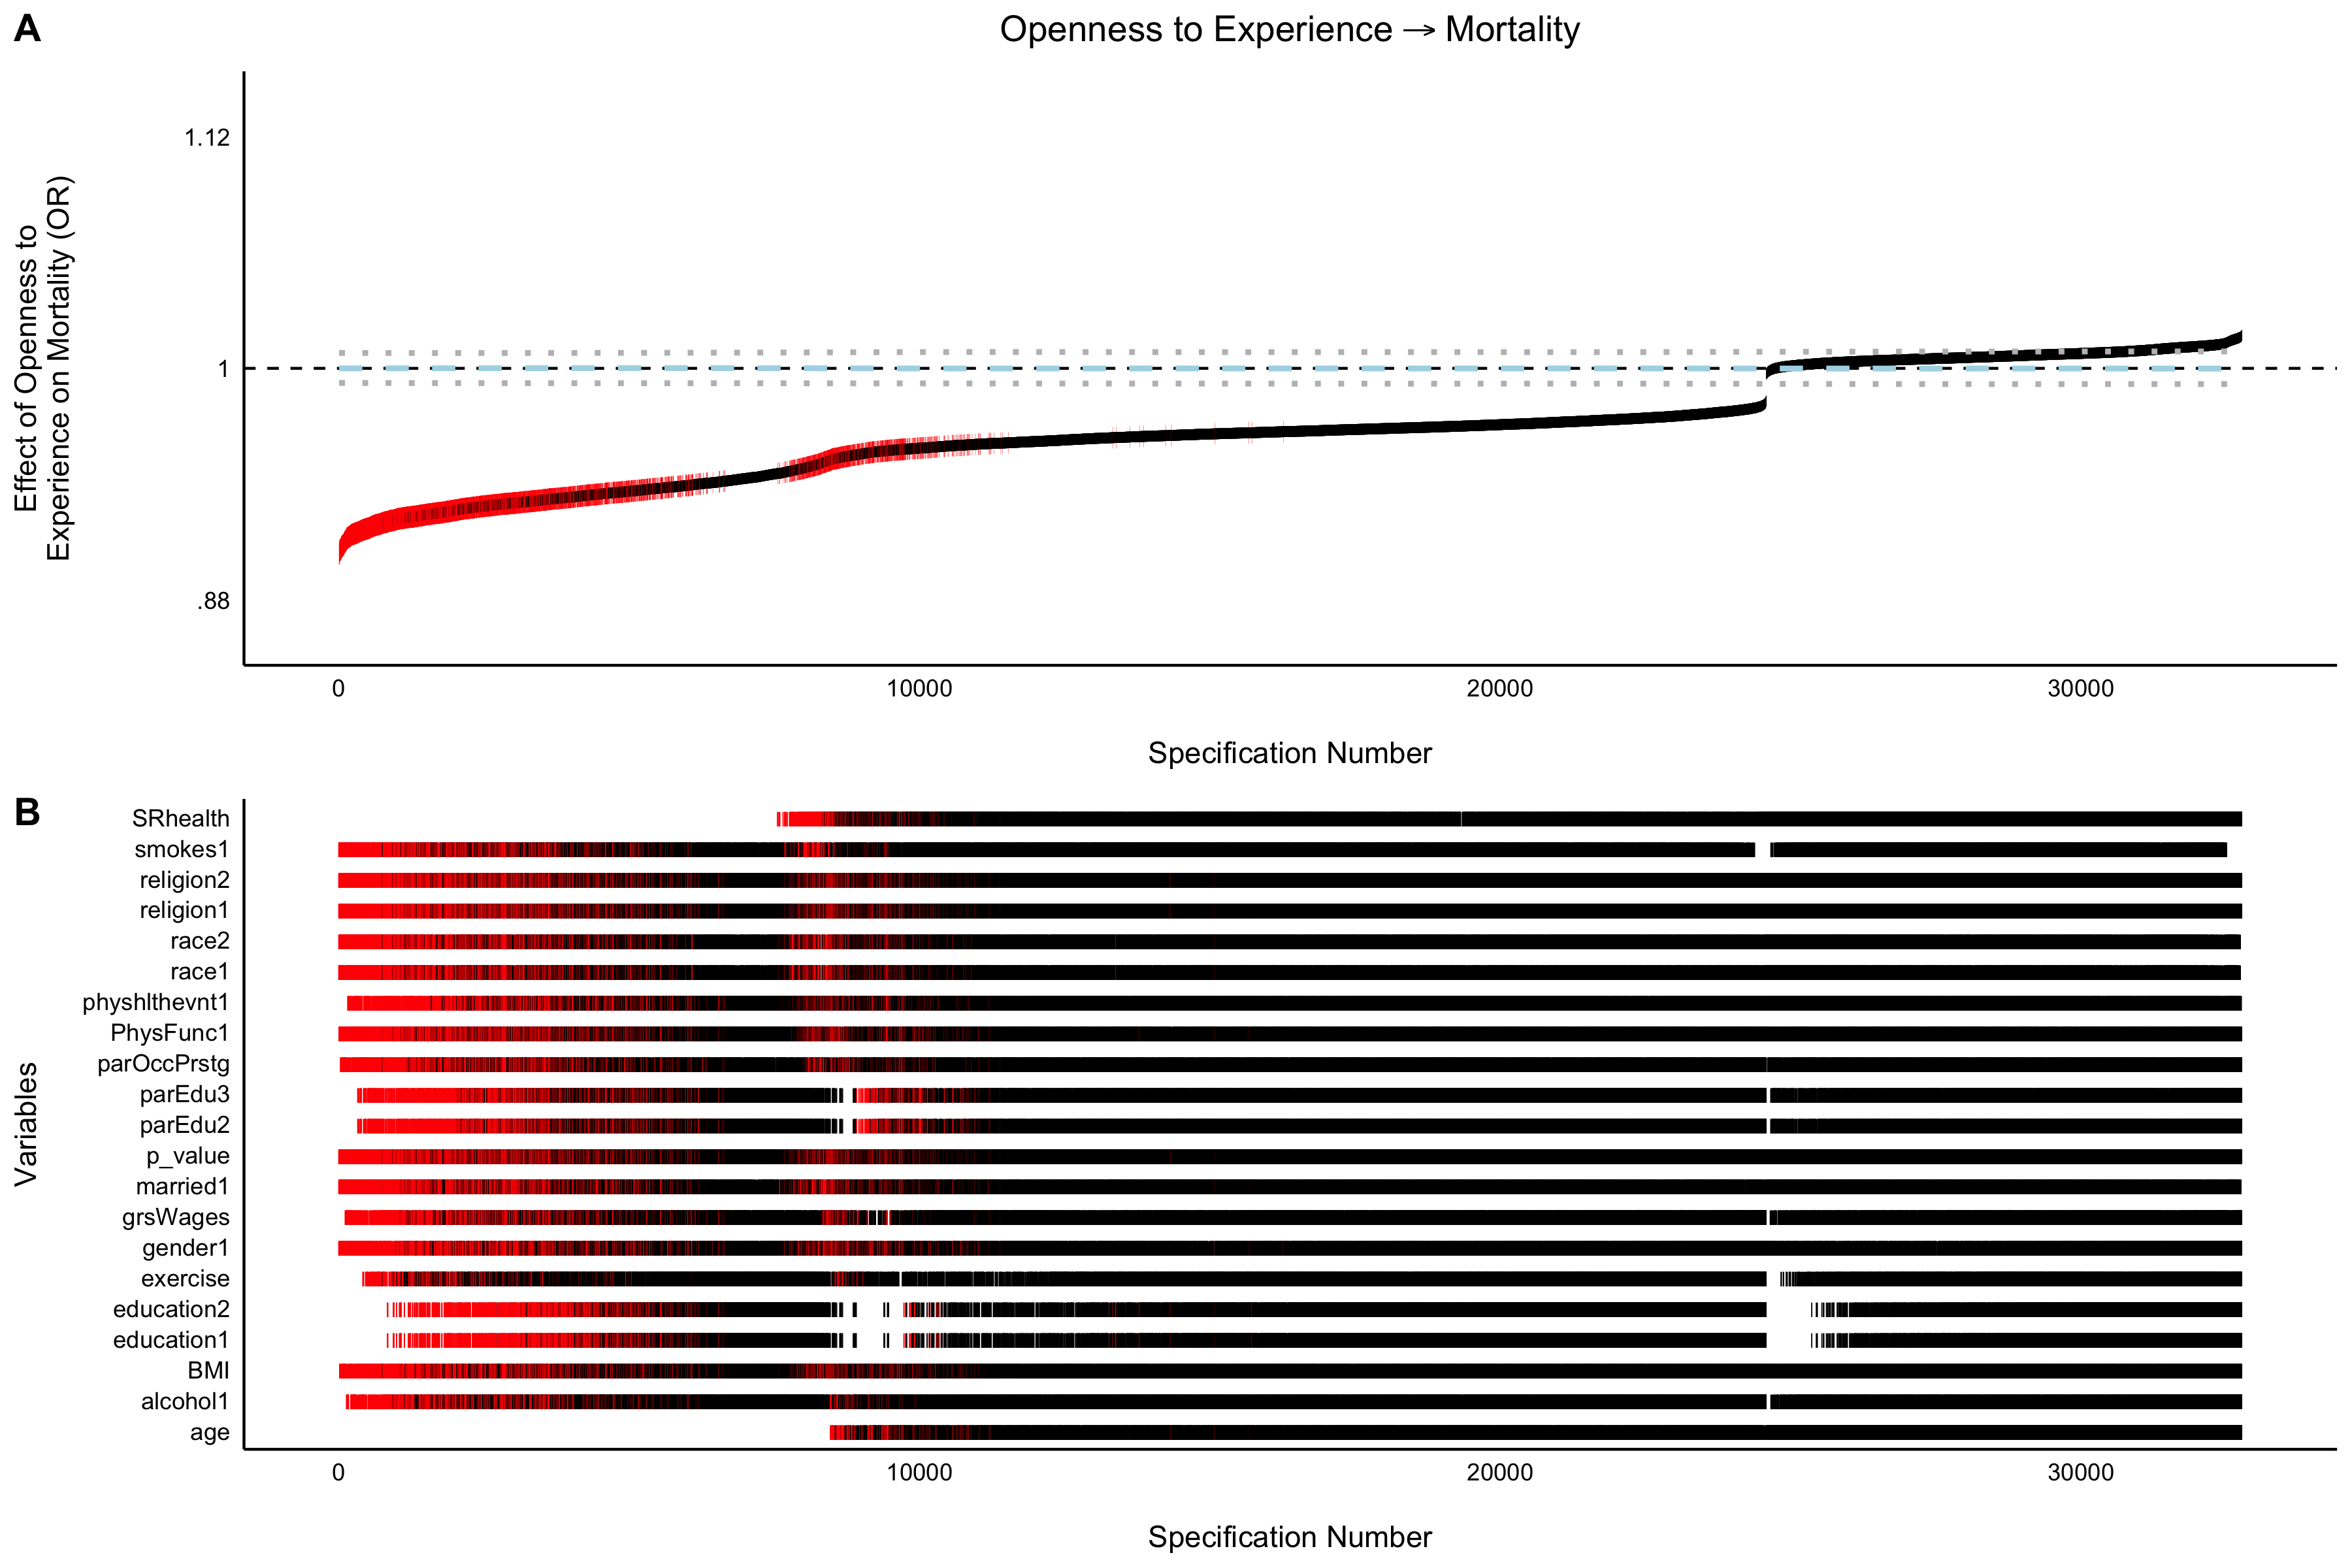 A
Openness to Experience → Mortality
Effect of Openness to
Experience on Mortality (OR)
1.12
1
.88
0 10000 20000 30000
Specification Number
B
Variables
SRhealth
smokes1
religion2
religion1
race2
race1
physhlthevnt1
PhysFunc1
parOccPrstg
parEdu3
parEdu2
p_value
married1
grsWages
gender1
exercise
education2
education1
BMI
alcohol1
age
0 10000 20000 30000
Specification Number